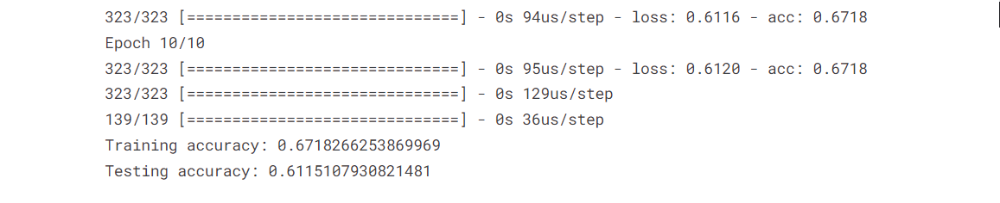 323/323 [==============================] - 0s 94us/step - loss: 0.6116 - acc: 0.6718
Epoch 10/10
323/323 [==============================] - 0s 95us/step - loss: 0.6120 - acc: 0.6718
323/323 [==============================] - 0s 129us/step
139/139 [==============================] - 0s 36us/step
Training accuracy: 0.6718266253869969
Testing accuracy: 0.6115107930821481